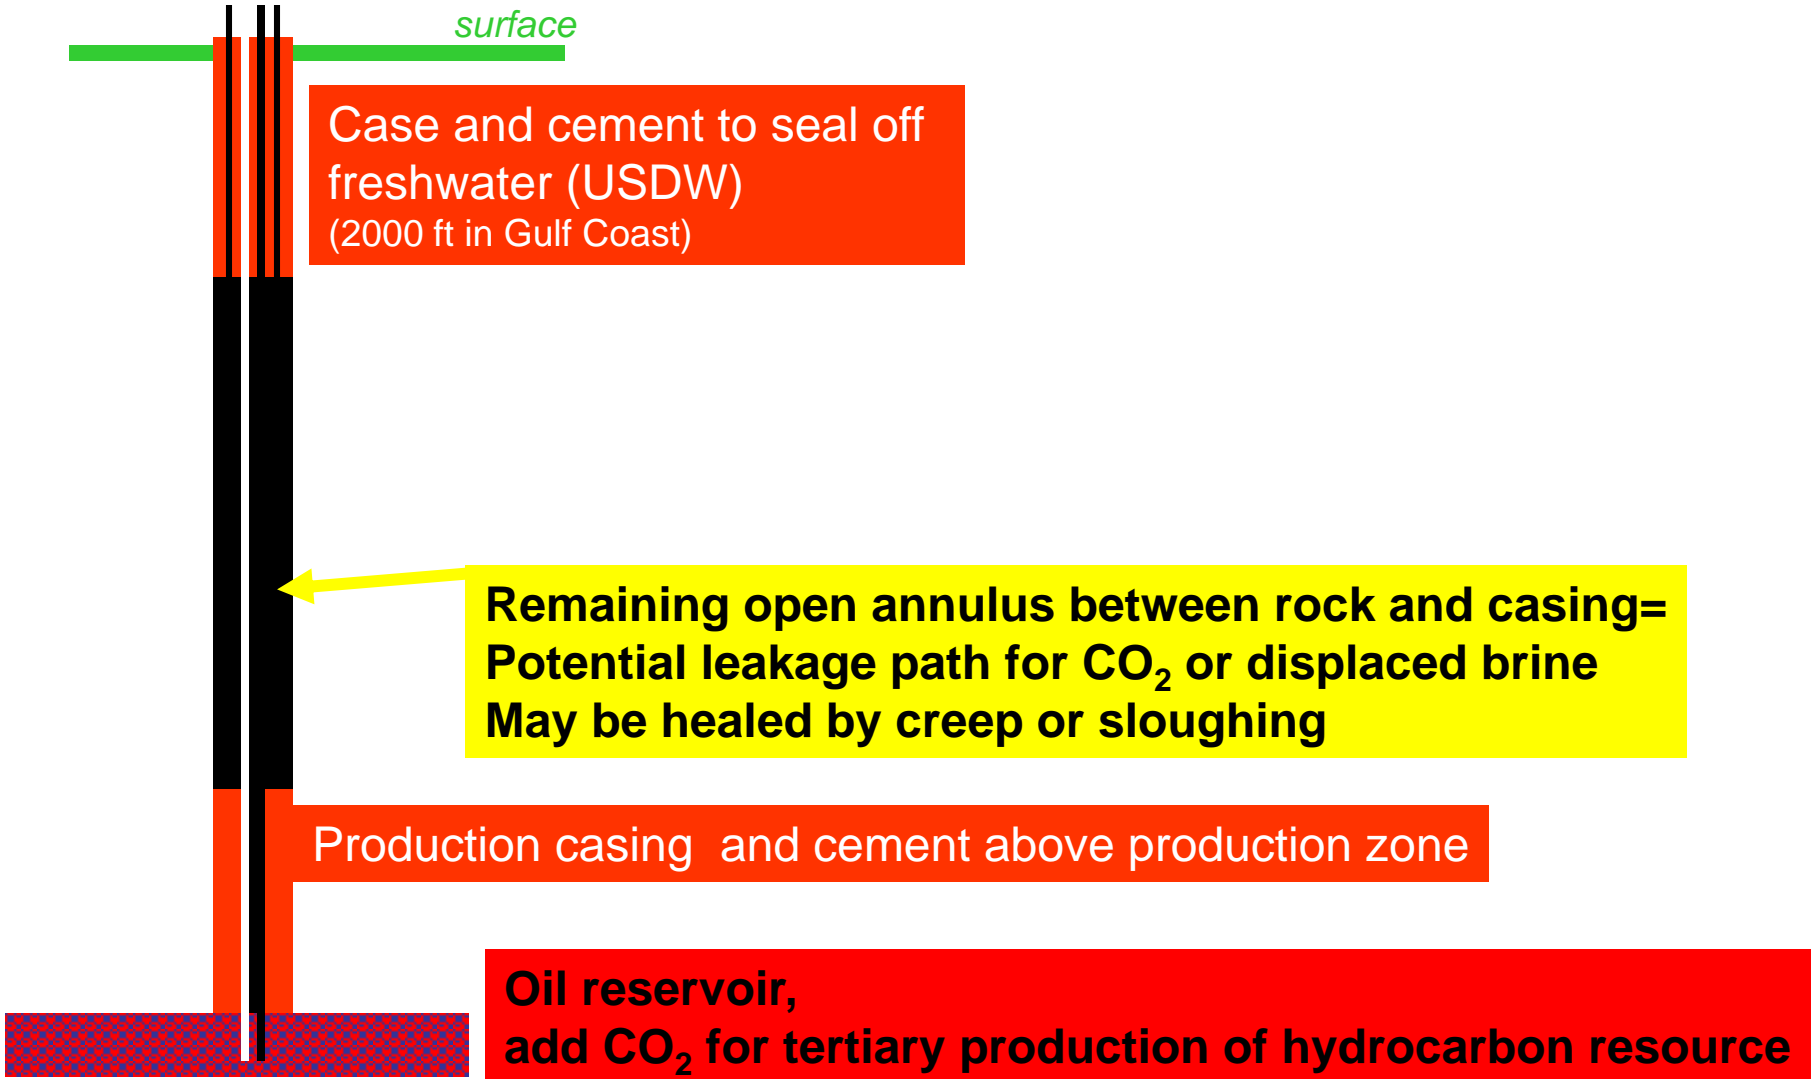 surface
Case and cement to seal off
freshwater (USDW)
(2000 ft in Gulf Coast)
Remaining open annulus between rock and casing=
Potential leakage path for CO₂ or displaced brine
May be healed by creep or sloughing
Production casing  and cement above production zone
Oil reservoir,
add CO₂ for tertiary production of hydrocarbon resource